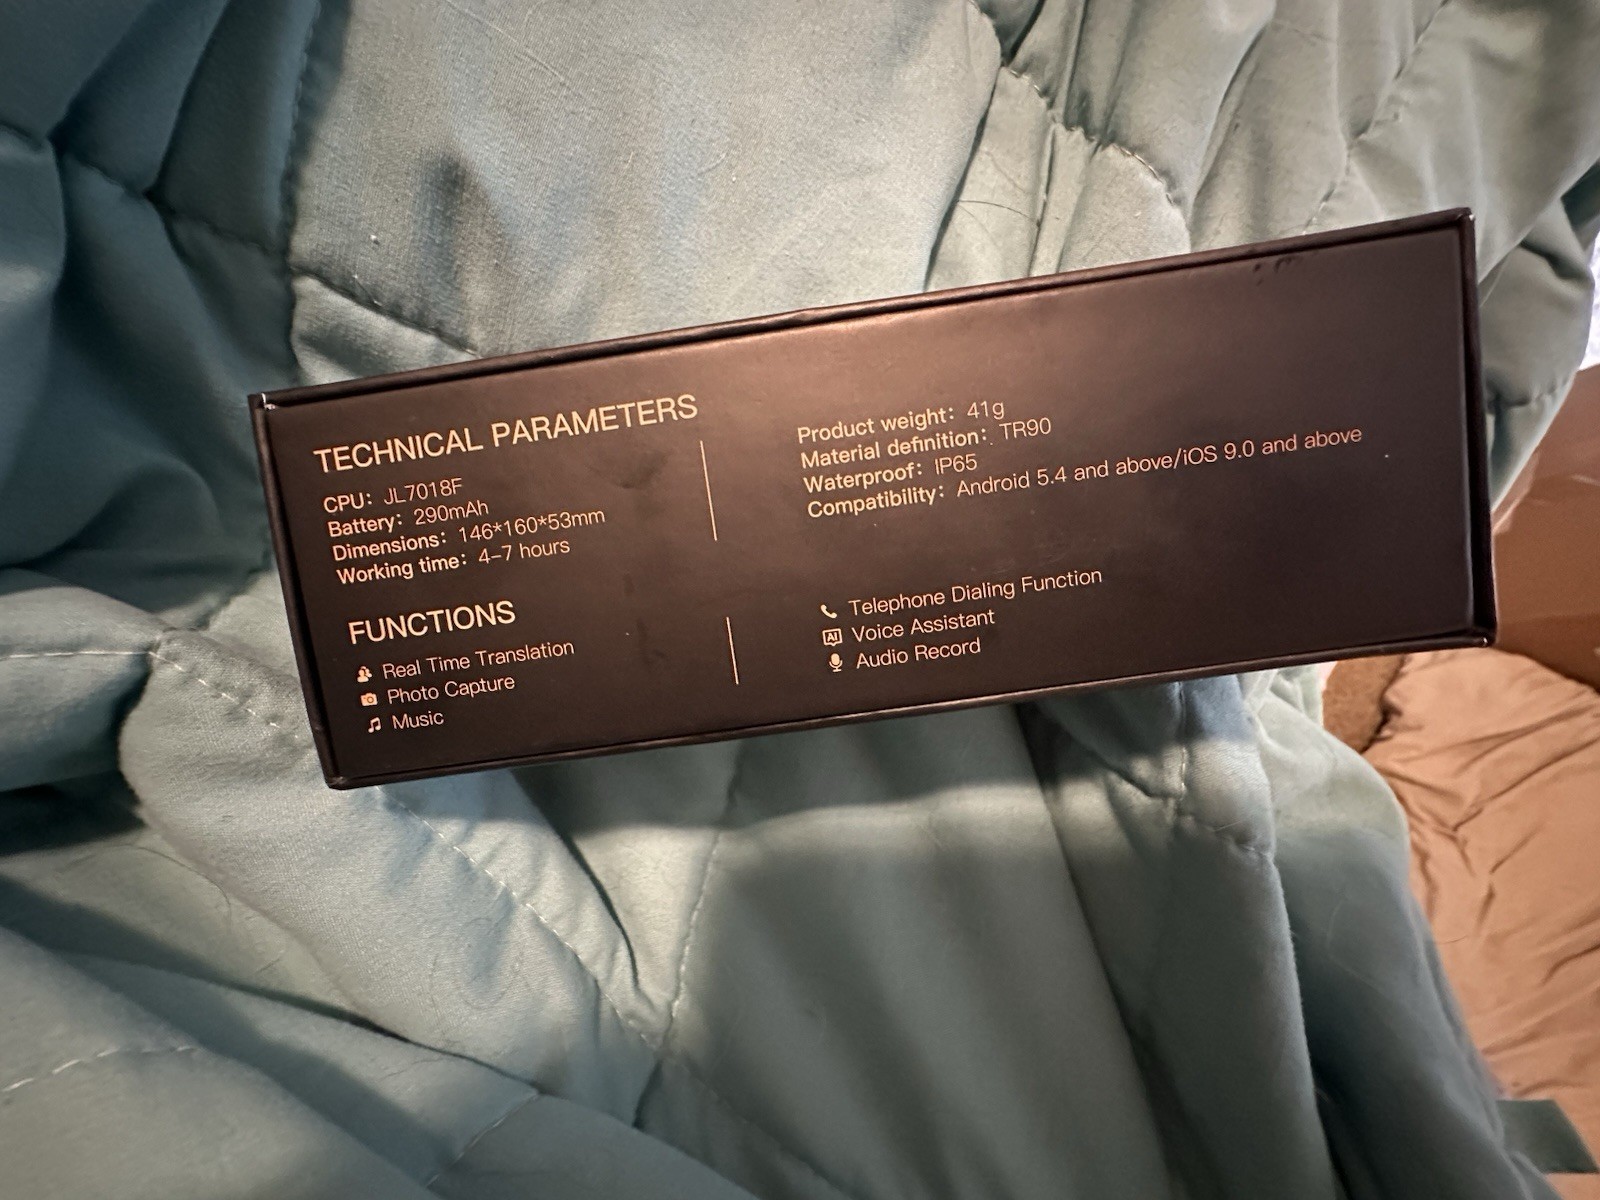 TECHNICAL PARAMETERS
CPU: JL7018F
Battery: 290mAh
Dimensions: 146*160*53mm
Working time: 4-7 hours
Product weight: 41g
Material definition: TR90
Waterproof: IP65
Compatibility: Android 5.4 and above/iOS 9.0 and above
FUNCTIONS
Real Time Translation
Photo Capture
Music
Telephone Dialing Function
AI Voice Assistant
Audio Record